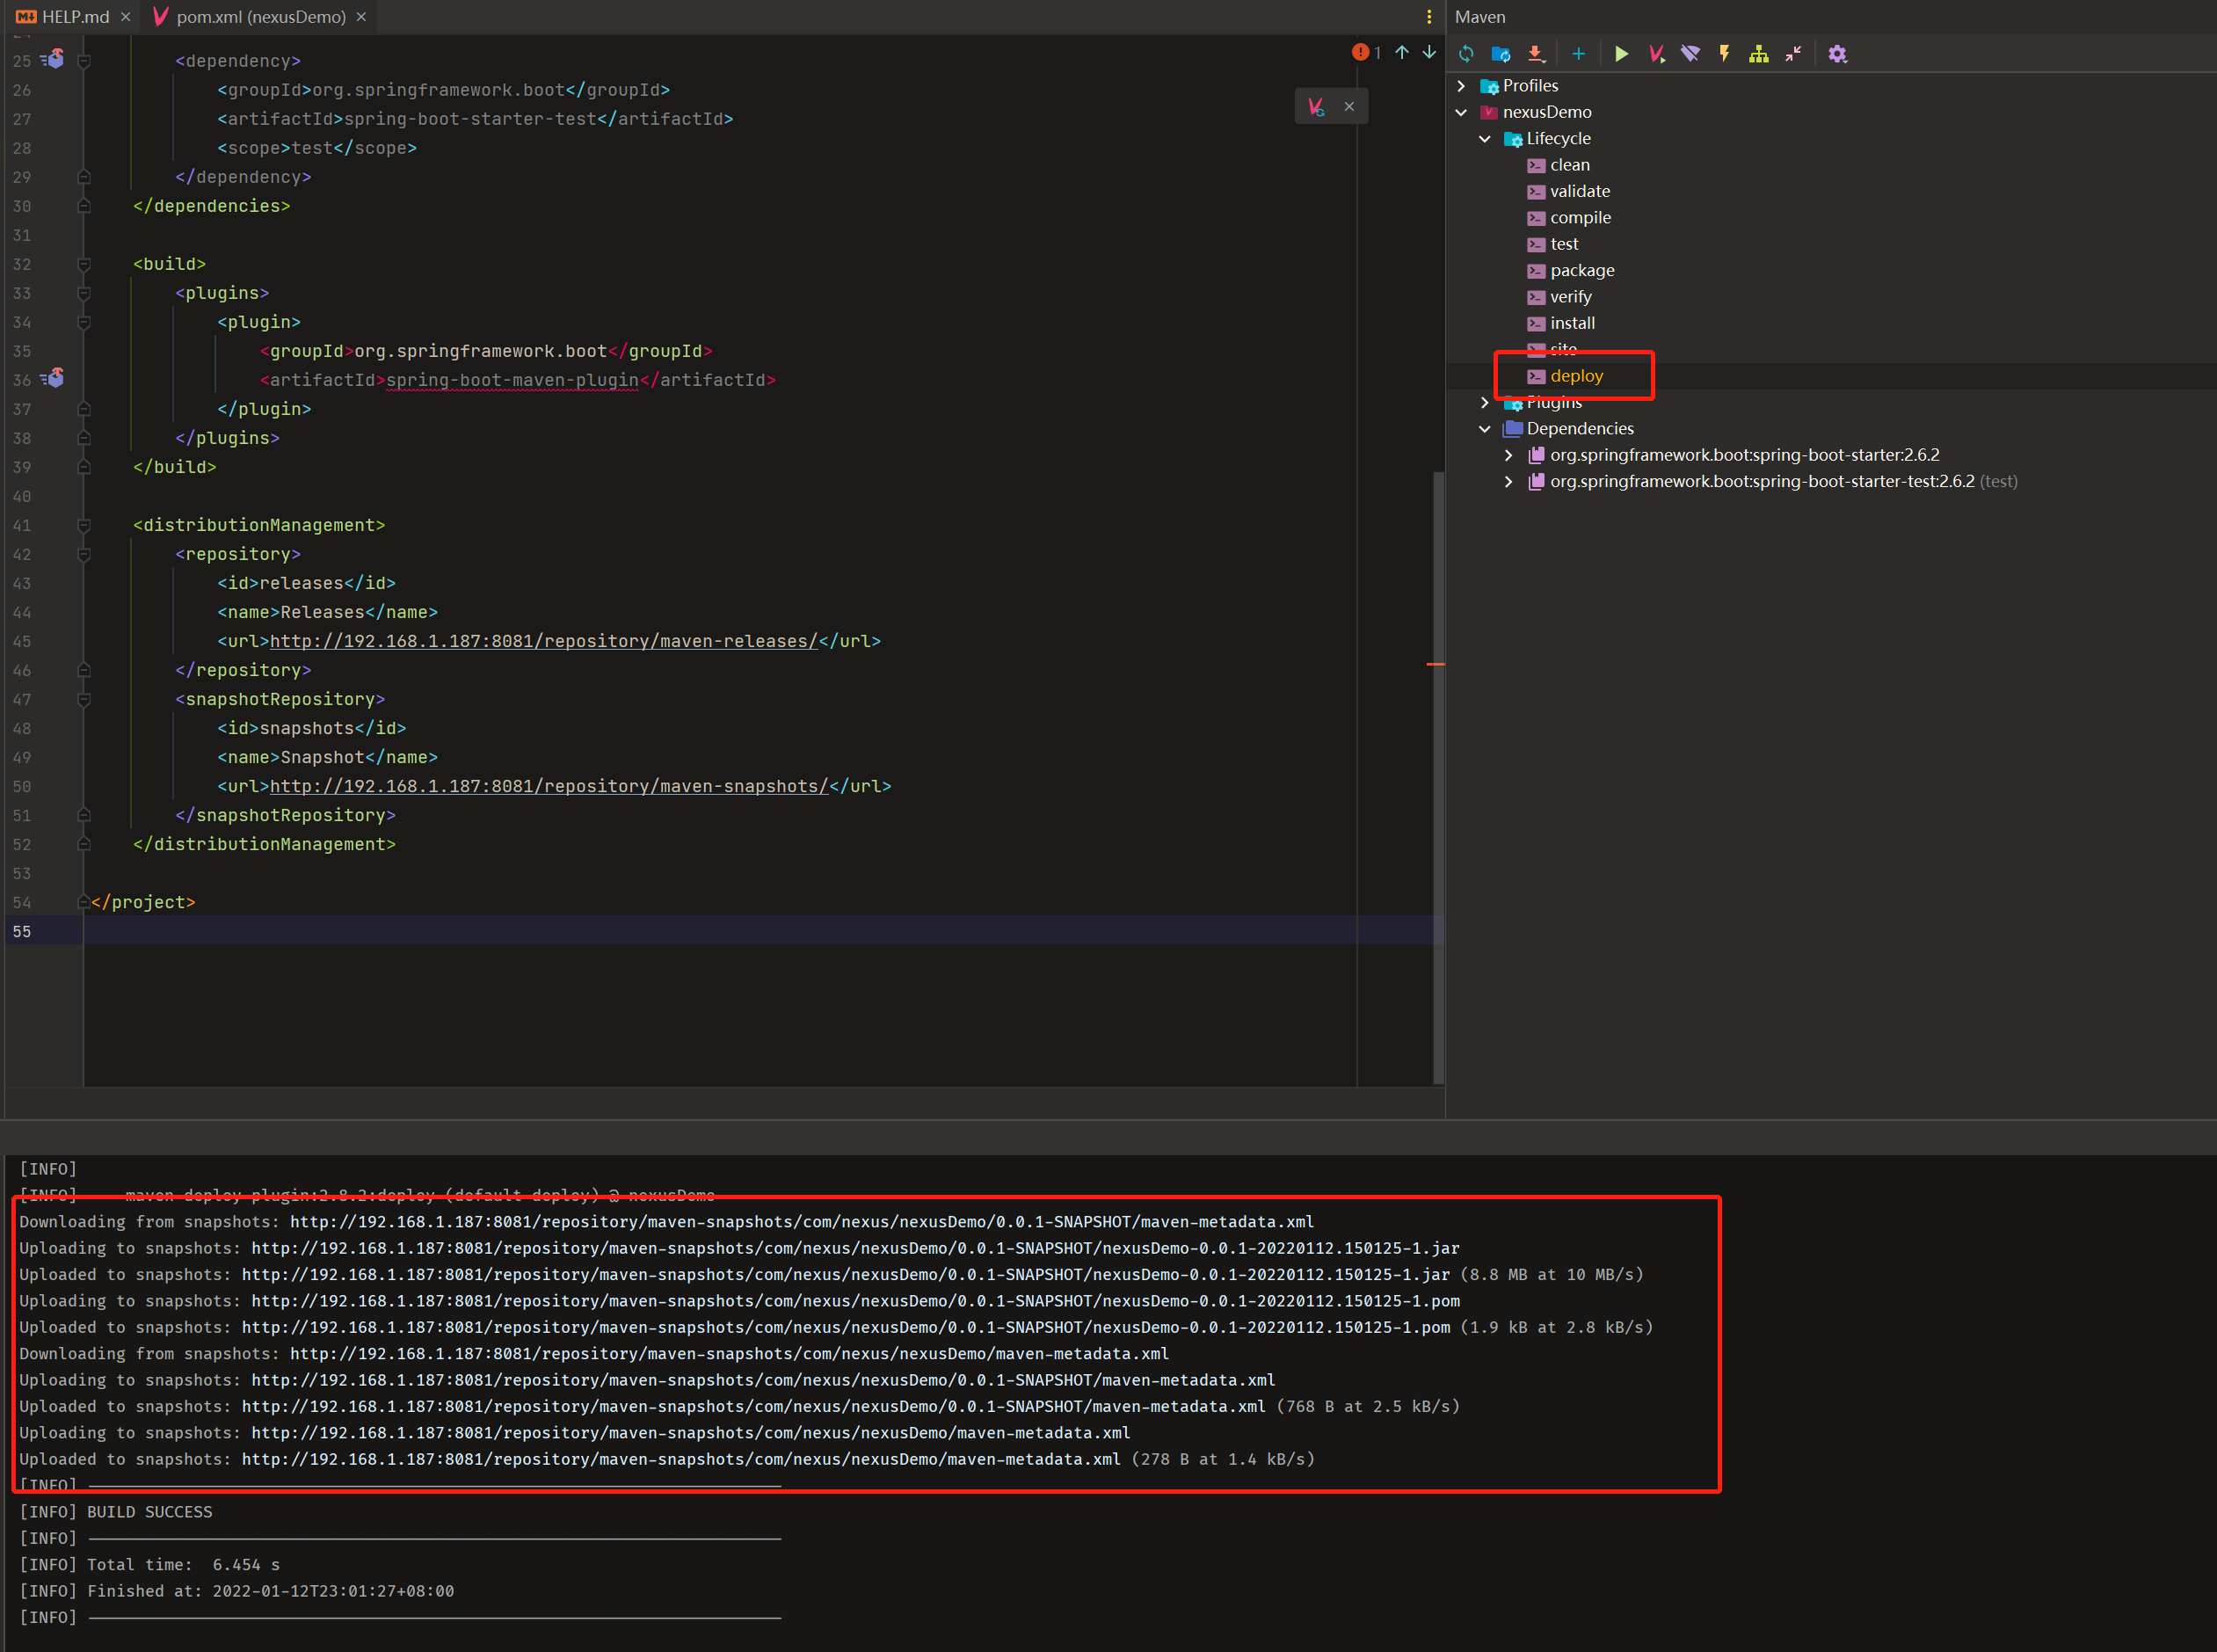 HELP.md
pom.xml (nexusDemo)
1
25 <dependency>
26 <groupId>org.springframework.boot</groupId>
27 <artifactId>spring-boot-starter-test</artifactId>
28 <scope>test</scope>
29 </dependency>
30 </dependencies>
31
32 <build>
33 <plugins>
34 <plugin>
35 <groupId>org.springframework.boot</groupId>
36 <artifactId>spring-boot-maven-plugin</artifactId>
37 </plugin>
38 </plugins>
39 </build>
40
41 <distributionManagement>
42 <repository>
43 <id>releases</id>
44 <name>Releases</name>
45 <url>http://192.168.1.187:8081/repository/maven-releases/</url>
46 </repository>
47 <snapshotRepository>
48 <id>snapshots</id>
49 <name>Snapshot</name>
50 <url>http://192.168.1.187:8081/repository/maven-snapshots/</url>
51 </snapshotRepository>
52 </distributionManagement>
53
54 </project>
55
Maven
Profiles
nexusDemo
Lifecycle
clean
validate
compile
test
package
verify
install
site
deploy
Plugins
Dependencies
org.springframework.boot:spring-boot-starter:2.6.2
org.springframework.boot:spring-boot-starter-test:2.6.2 (test)
[INFO]
[INFO] maven-deploy-plugin:2.8.2:deploy (default-deploy) @ nexusDemo
Downloading from snapshots: http://192.168.1.187:8081/repository/maven-snapshots/com/nexus/nexusDemo/0.0.1-SNAPSHOT/maven-metadata.xml
Uploading to snapshots: http://192.168.1.187:8081/repository/maven-snapshots/com/nexus/nexusDemo/0.0.1-SNAPSHOT/nexusDemo-0.0.1-20220112.150125-1.jar
Uploaded to snapshots: http://192.168.1.187:8081/repository/maven-snapshots/com/nexus/nexusDemo/0.0.1-SNAPSHOT/nexusDemo-0.0.1-20220112.150125-1.jar (8.8 MB at 10 MB/s)
Uploading to snapshots: http://192.168.1.187:8081/repository/maven-snapshots/com/nexus/nexusDemo/0.0.1-SNAPSHOT/nexusDemo-0.0.1-20220112.150125-1.pom
Uploaded to snapshots: http://192.168.1.187:8081/repository/maven-snapshots/com/nexus/nexusDemo/0.0.1-SNAPSHOT/nexusDemo-0.0.1-20220112.150125-1.pom (1.9 kB at 2.8 kB/s)
Downloading from snapshots: http://192.168.1.187:8081/repository/maven-snapshots/com/nexus/nexusDemo/maven-metadata.xml
Uploading to snapshots: http://192.168.1.187:8081/repository/maven-snapshots/com/nexus/nexusDemo/0.0.1-SNAPSHOT/maven-metadata.xml
Uploaded to snapshots: http://192.168.1.187:8081/repository/maven-snapshots/com/nexus/nexusDemo/0.0.1-SNAPSHOT/maven-metadata.xml (768 B at 2.5 kB/s)
Uploading to snapshots: http://192.168.1.187:8081/repository/maven-snapshots/com/nexus/nexusDemo/maven-metadata.xml
Uploaded to snapshots: http://192.168.1.187:8081/repository/maven-snapshots/com/nexus/nexusDemo/maven-metadata.xml (278 B at 1.4 kB/s)
[INFO]
[INFO] BUILD SUCCESS
[INFO]
[INFO] Total time:  6.454 s
[INFO] Finished at: 2022-01-12T23:01:27+08:00
[INFO]